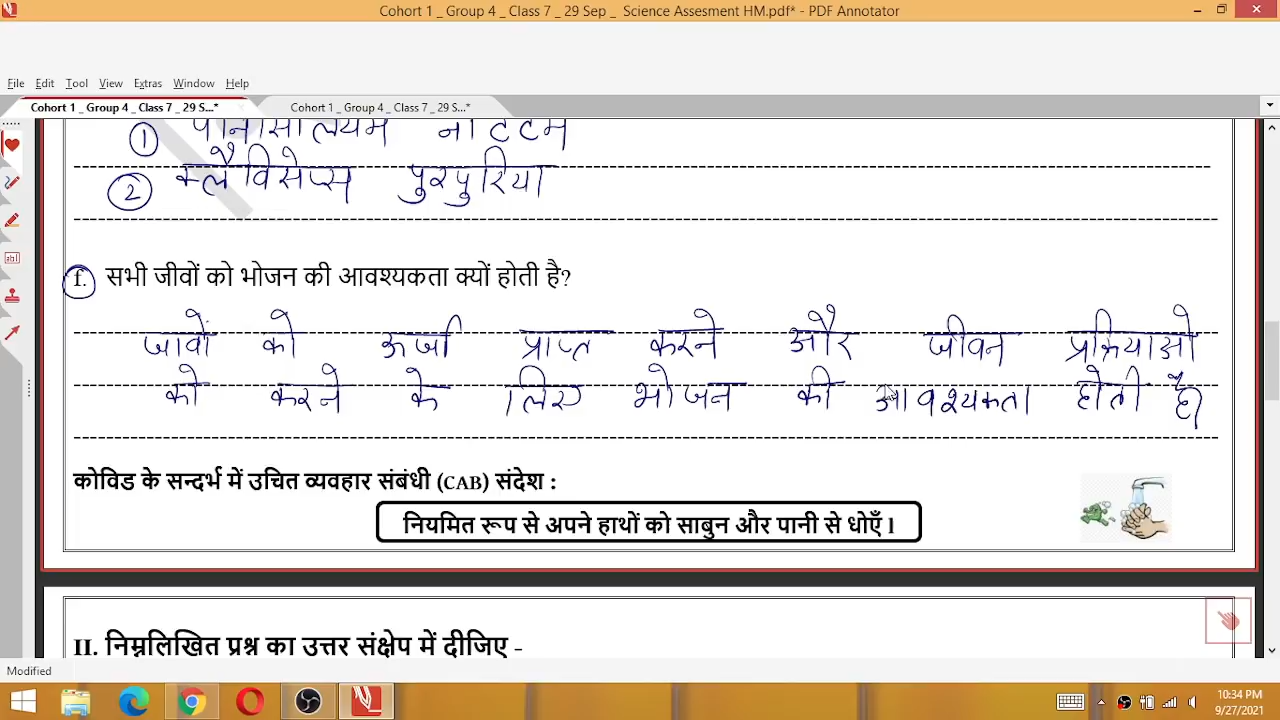 Cohort 1 _ Group 4 _ Class 7 _ 29 Sep _ Science Assesment HM.pdf* - PDF Annotator
File Edit Tool View Extras Window Help
Cohort 1 _ Group 4 _ Class 7 _ 29 S...* Cohort 1 _ Group 4 _ Class 7 _ 29 S...*
①
② क्लैविसेप्स पुरपुरिया
f. सभी जीवों को भोजन की आवश्यकता क्यों होती है?
जीवों को ऊर्जा प्राप्त करने और जीवन प्रक्रियाओ
को करने के लिए भोजन की आवश्यकता होती है।
कोविड के सन्दर्भ में उचित व्यवहार संबंधी (CAB) संदेश :
नियमित रूप से अपने हाथों को साबुन और पानी से धोएँ l
II. निम्नलिखित प्रश्न का उत्तर संक्षेप में दीजिए -
Modified
10:34 PM
9/27/2021